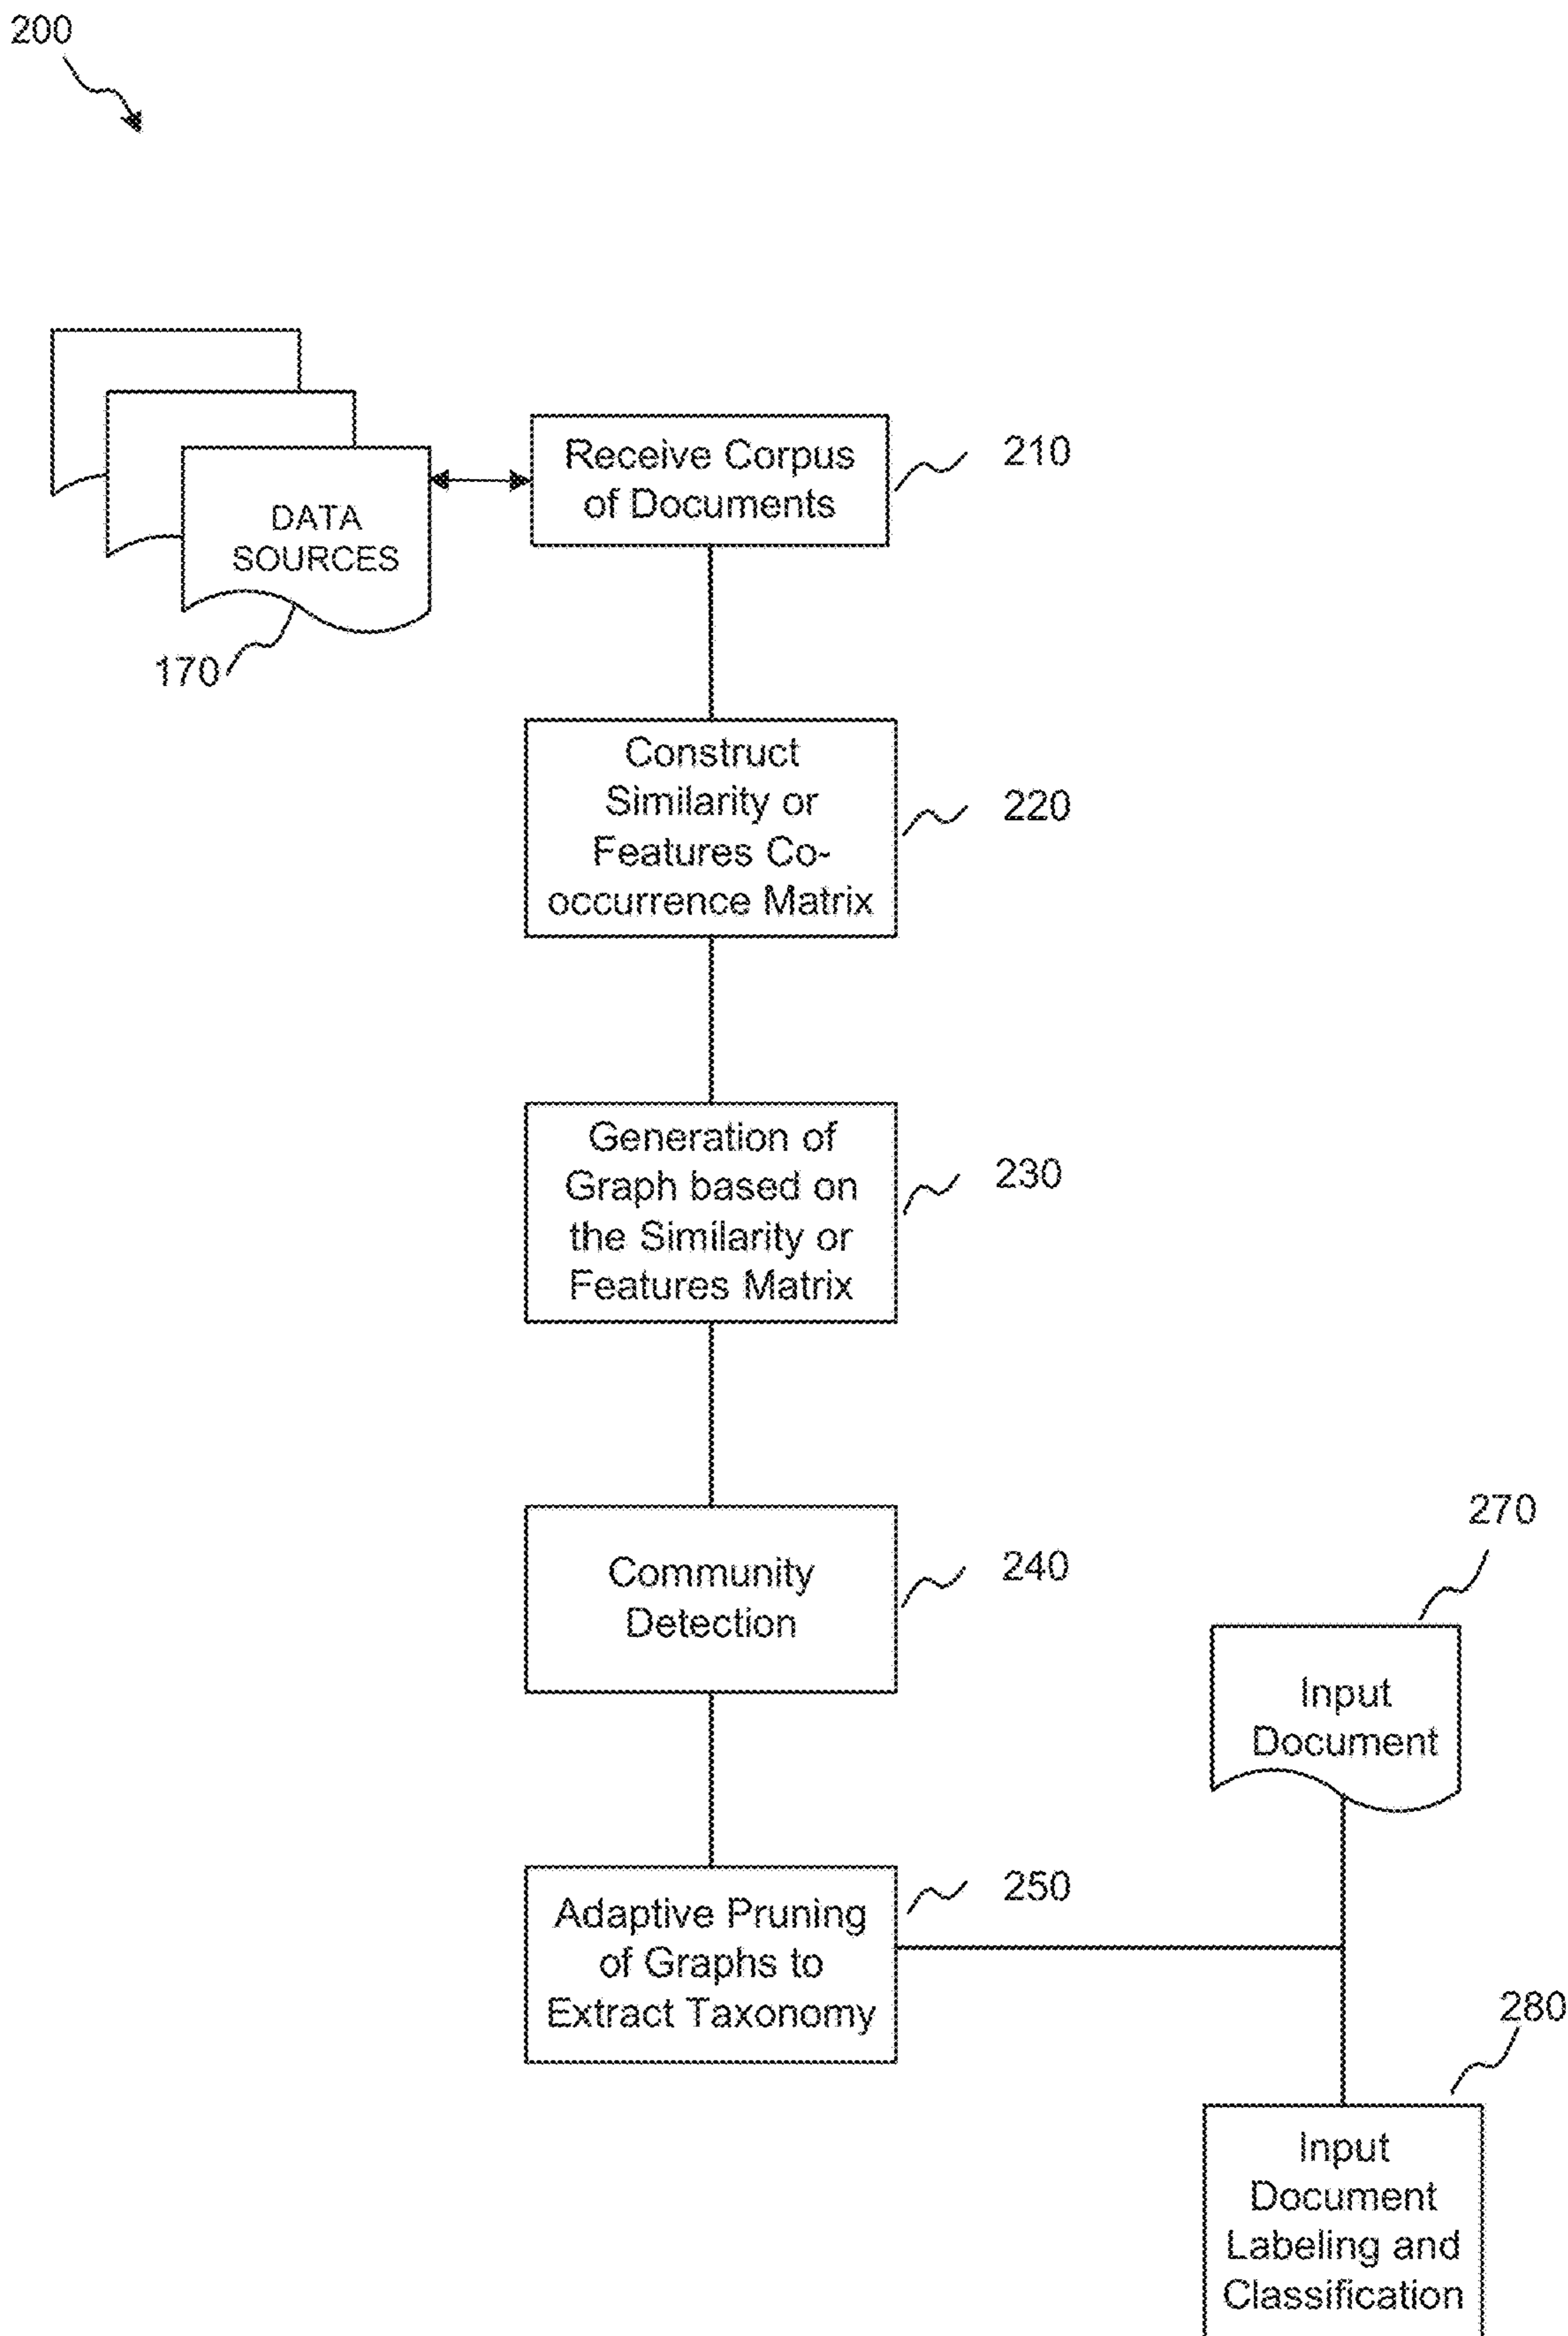 200
Receive Corpus
of Documents
210
DATA
SOURCES
170
Construct
Similarity or
Features Co-
occurrence Matrix
220
Generation of
Graph based on
the Similarity or
Features Matrix
230
Community
Detection
240
270
Input
Document
Adaptive Pruning
of Graphs to
Extract Taxonomy
250
280
Input
Document
Labeling and
Classification